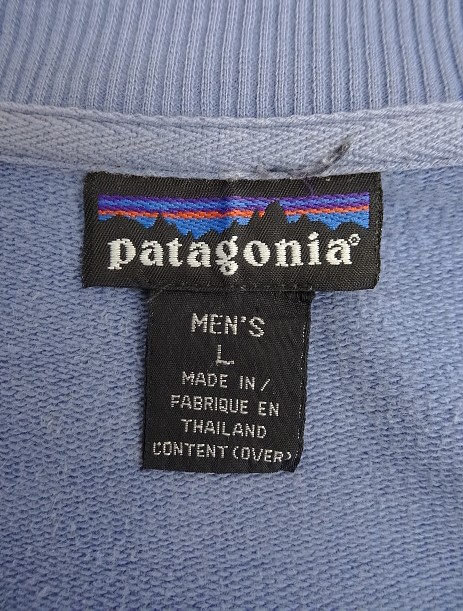 patagonia®
MEN'S
L
MADE IN/
FABRIQUE EN
THAILAND
CONTENT (OVER)